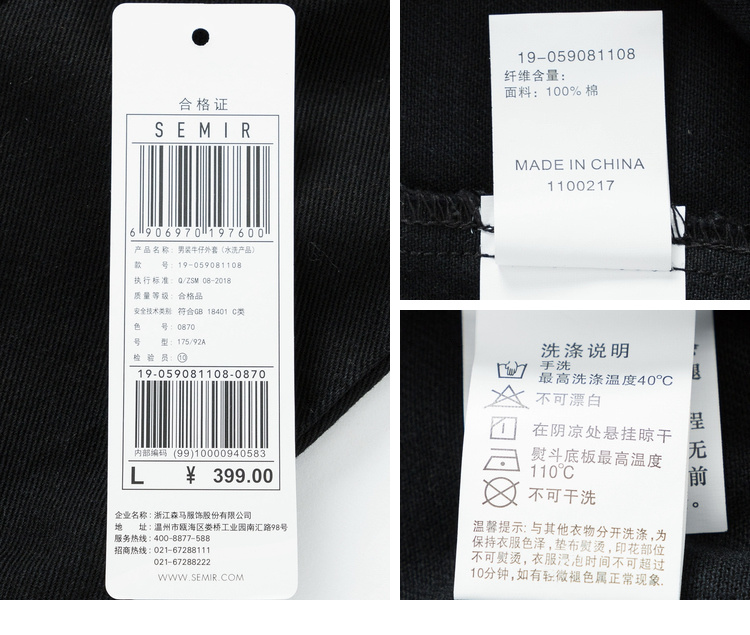 合格证
SEMIR
6 906970 197600
产品名称: 男装牛仔外套 (水洗产品)
款 号: 19-059081108
执行标准: Q/ZSM 08-2018
质量等级: 合格品
安全技术类别: 符合GB 18401 C类
色 号: 0870
号 型: 175/92A
检 验 员: ⑩
19-059081108-0870
内部编码 (99)10000940583
L ¥ 399.00
企业名称: 浙江森马服饰股份有限公司
地 址: 温州市瓯海区娄桥工业园南汇路98号
服务热线: 400-8877-588
招商热线: 021-67288111
021-67288222
WWW.SEMIR.COM
19-059081108
纤维含量:
面料: 100% 棉
MADE IN CHINA
1100217
洗涤说明
手洗
最高洗涤温度40℃
不可漂白
在阴凉处悬挂晾干
熨斗底板最高温度
110℃
不可干洗
温馨提示: 与其他衣物分开洗涤,为
保持衣服色泽,垫布熨烫,印花部位
不可熨烫,衣服浸泡时间不可超过
10分钟,如有轻微褪色属正常现象.
程
无
前
。